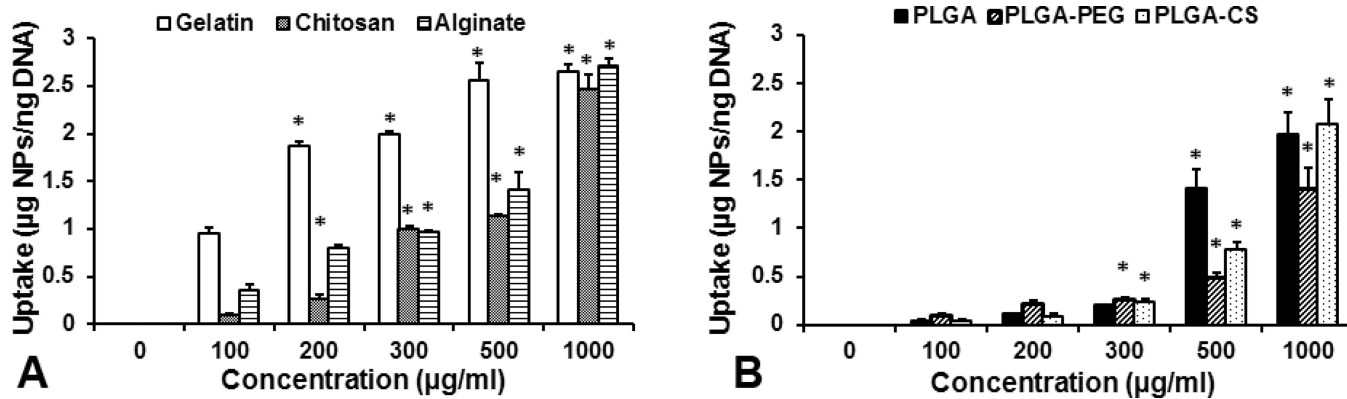 Gelatin Chitosan Alginate
Uptake (µg NPs/ng DNA)
3
2.5
2
1.5
1
0.5
0
* * * * * * * * * * *
0 100 200 300 500 1000
Concentration (µg/ml)
A
PLGA PLGA-PEG PLGA-CS
Uptake (µg NPs/ng DNA)
3
2.5
2
1.5
1
0.5
0
* * * * * * * *
0 100 200 300 500 1000
Concentration (µg/ml)
B